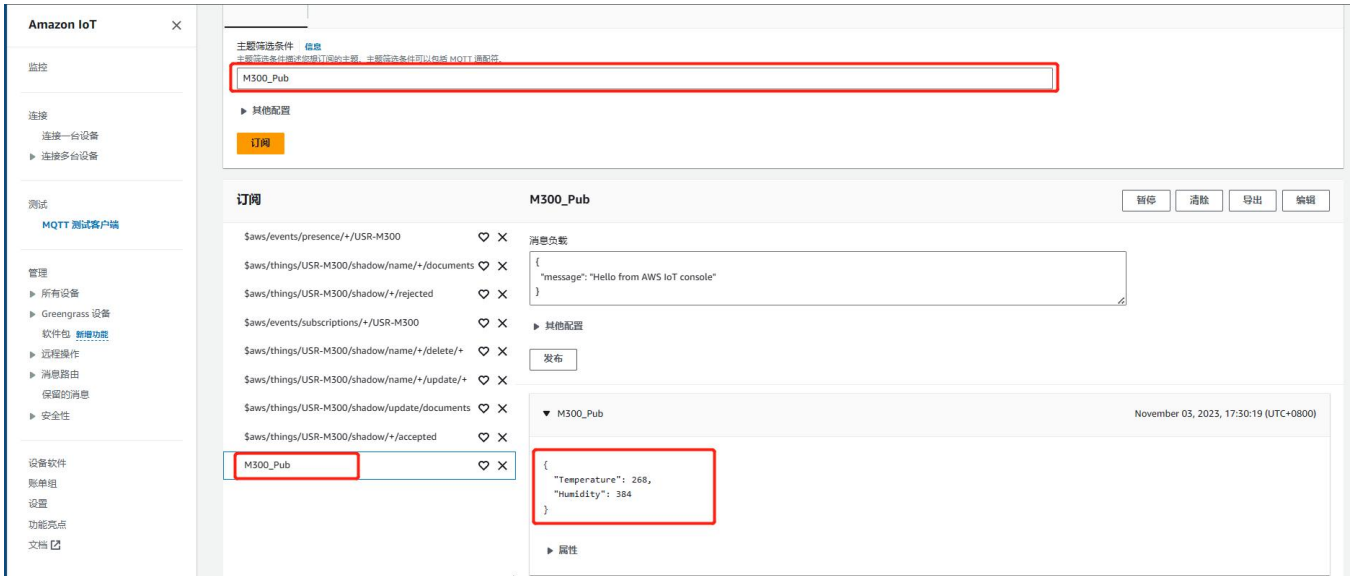 Amazon IoT
监控
连接
连接一台设备
连接多台设备
测试
MQTT 测试客户端
管理
所有设备
Greengrass 设备
软件包 新增功能
远程操作
消息路由
保留的消息
安全性
设备软件
账单组
设置
功能亮点
文档
主题筛选条件 信息
主题筛选条件描述您想订阅的主题。主题筛选条件可以包括 MQTT 通配符。
M300_Pub
其他配置
订阅
订阅
$aws/events/presence/+/USR-M300
$aws/things/USR-M300/shadow/name/+/documents
$aws/things/USR-M300/shadow/+/rejected
$aws/events/subscriptions/+/USR-M300
$aws/things/USR-M300/shadow/name/+/delete/+
$aws/things/USR-M300/shadow/name/+/update/+
$aws/things/USR-M300/shadow/update/documents
$aws/things/USR-M300/shadow/+/accepted
M300_Pub
M300_Pub
暂停 清除 导出 编辑
消息负载
{
"message": "Hello from AWS IoT console"
}
其他配置
发布
M300_Pub November 03, 2023, 17:30:19 (UTC+0800)
{
"Temperature": 268,
"Humidity": 384
}
属性